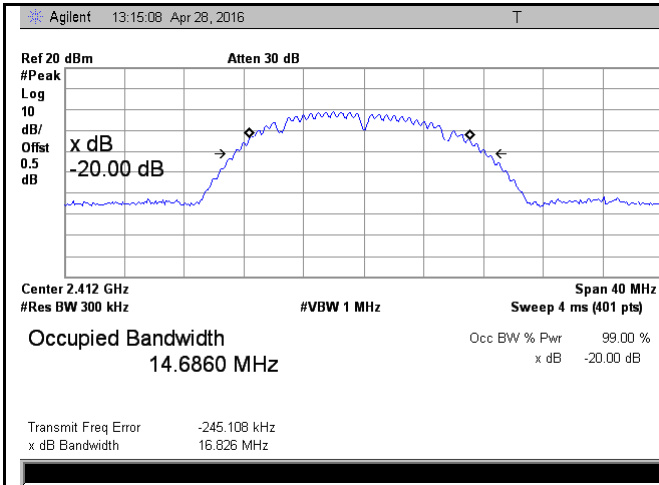 Agilent 13:15:08 Apr 28, 2016 T
Ref 20 dBm Atten 30 dB
#Peak
Log
10
dB/
Offst
0.5
dB
x dB
-20.00 dB
Center 2.412 GHz Span 40 MHz
#Res BW 300 kHz #VBW 1 MHz Sweep 4 ms (401 pts)
Occupied Bandwidth Occ BW % Pwr 99.00 %
14.6860 MHz x dB -20.00 dB
Transmit Freq Error -245.108 kHz
x dB Bandwidth 16.826 MHz